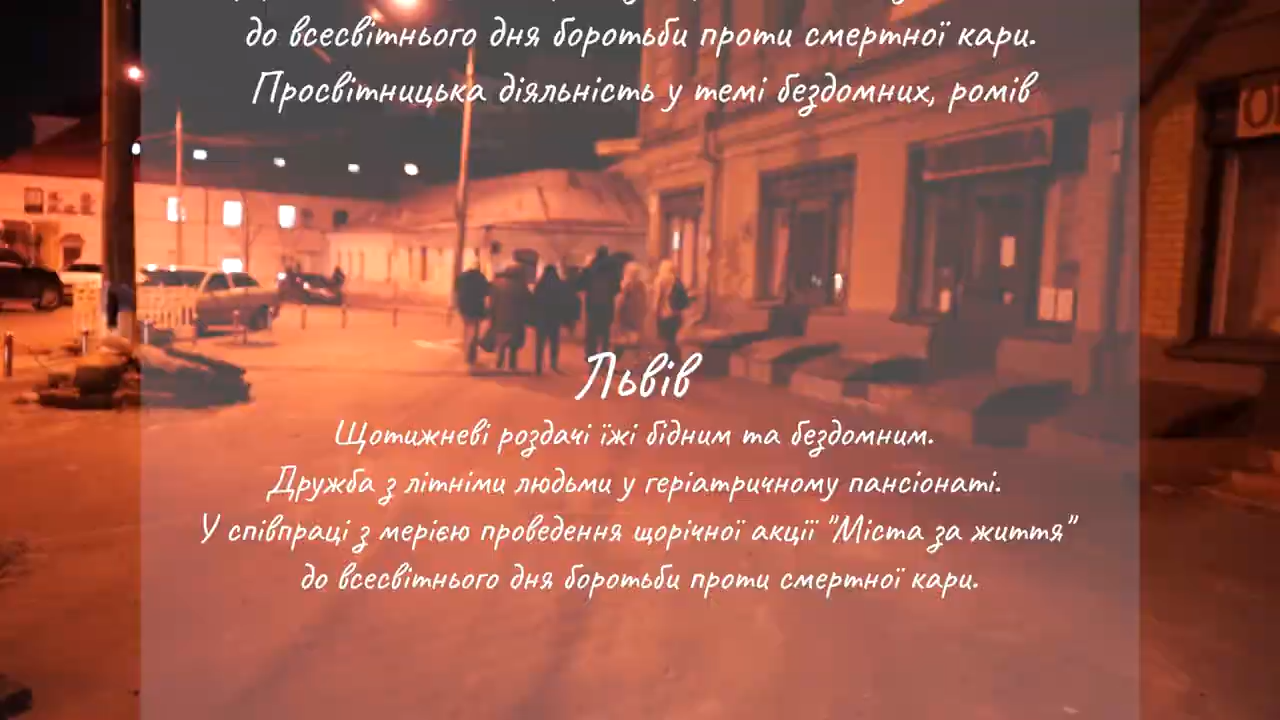 до всесвітнього дня боротьби проти смертної кари.
Просвітницька діяльність у темі бездомних, ромів
Львів
Щотижневі роздачі їжі бідним та бездомним.
Дружба з літніми людьми у геріатричному пансіонаті.
У співпраці з мерією проведення щорічної акції "Міста за життя"
до всесвітнього дня боротьби проти смертної кари.